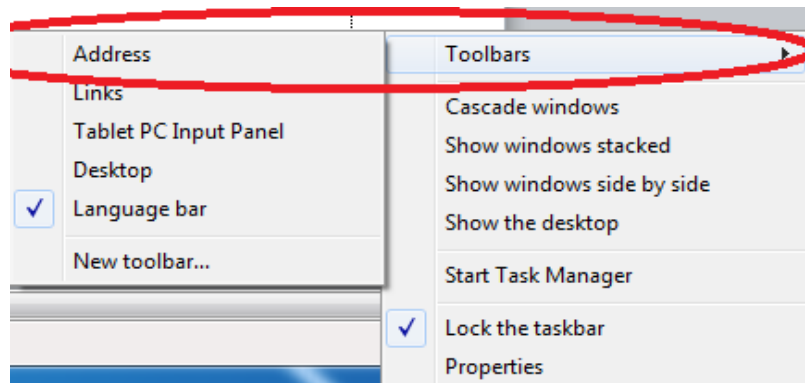 Address
Links
Tablet PC Input Panel
Desktop
Language bar
New toolbar...
Toolbars
Cascade windows
Show windows stacked
Show windows side by side
Show the desktop
Start Task Manager
Lock the taskbar
Properties